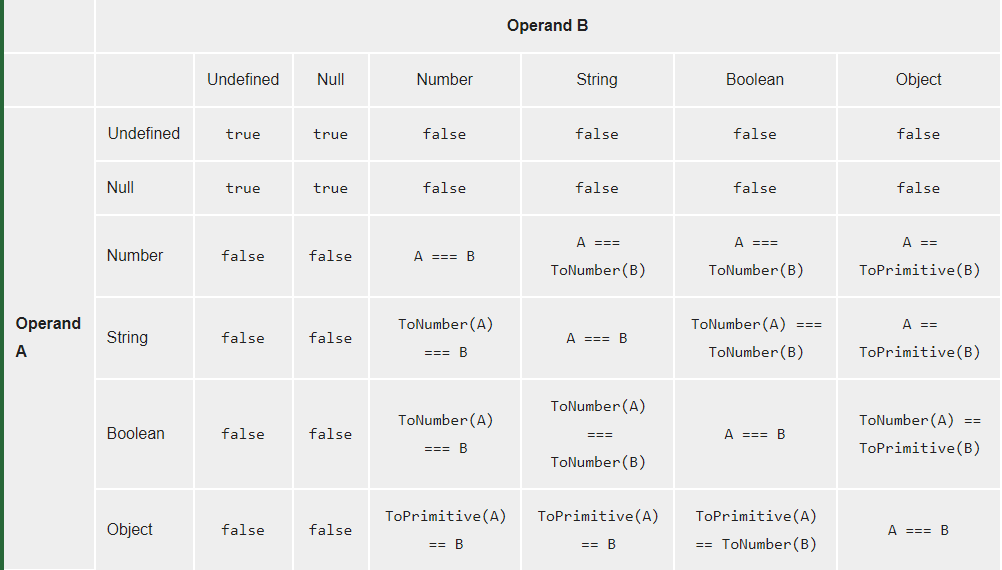 Operand B
Undefined Null Number String Boolean Object
Undefined true true false false false false
Null true true false false false false
Number false false A === B A === ToNumber(B) A === ToNumber(B) A == ToPrimitive(B)
Operand A
String false false ToNumber(A) === B A === B ToNumber(A) === ToNumber(B) A == ToPrimitive(B)
Boolean false false ToNumber(A) === B ToNumber(A) === ToNumber(B) A === B ToNumber(A) == ToPrimitive(B)
Object false false ToPrimitive(A) == B ToPrimitive(A) == B ToPrimitive(A) == ToNumber(B) A === B